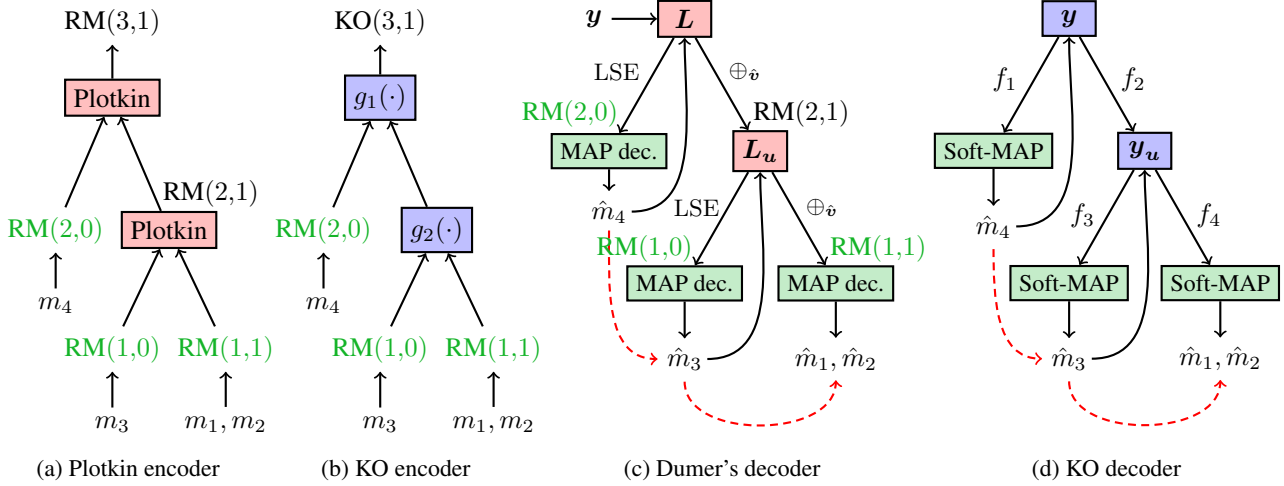 RM(3,1)
Plotkin
RM(2,1)
RM(2,0)
Plotkin
m₄
RM(1,0) RM(1,1)
m₃ m₁, m₂
(a) Plotkin encoder
KO(3,1)
g₁(·)
RM(2,0)
g₂(·)
m₄
RM(1,0) RM(1,1)
m₃ m₁, m₂
(b) KO encoder
y L
LSE ⊕v̂
RM(2,0) RM(2,1)
MAP dec. Lᵤ
m̂₄ LSE ⊕v̂
RM(1,0) RM(1,1)
MAP dec. MAP dec.
m̂₃ m̂₁, m̂₂
(c) Dumer's decoder
y
f₁ f₂
Soft-MAP yᵤ
m̂₄ f₃ f₄
Soft-MAP Soft-MAP
m̂₃ m̂₁, m̂₂
(d) KO decoder